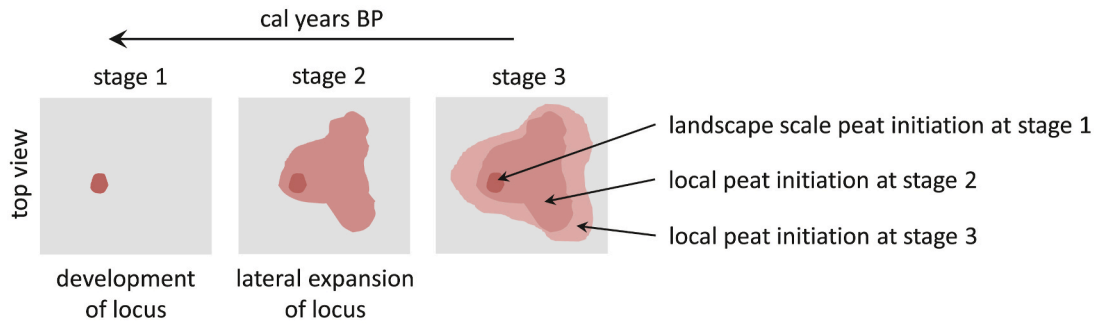 cal years BP
stage 1
stage 2
stage 3
top view
landscape scale peat initiation at stage 1
local peat initiation at stage 2
local peat initiation at stage 3
development
of locus
lateral expansion
of locus